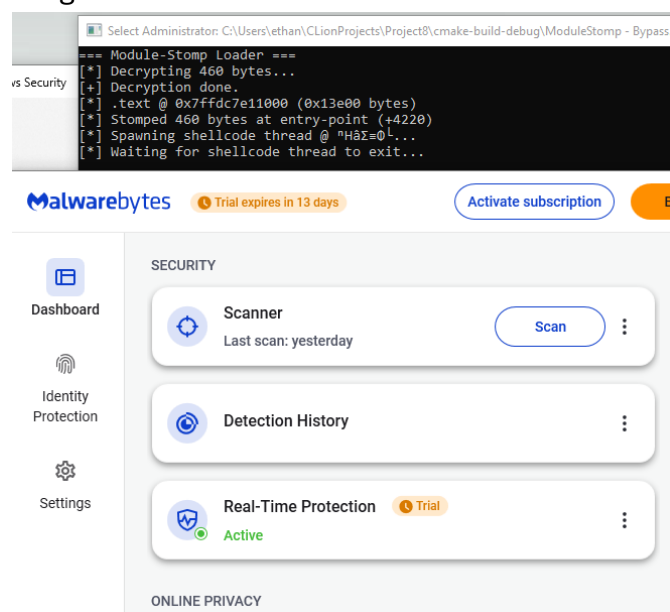 Select Administrator: C:\Users\ethan\CLionProjects\Project8\cmake-build-debug\ModuleStomp - Bypass
=== Module-Stomp Loader ===
[*] Decrypting 460 bytes...
[+] Decryption done.
[*] .text @ 0x7ffdc7e11000 (0x13e00 bytes)
[*] Stomped 460 bytes at entry-point (+4220)
[*] Spawning shellcode thread @ ⁿHâΣ≡Φ└...
[*] Waiting for shellcode thread to exit...
Security
Malwarebytes
Trial expires in 13 days
Activate subscription
Dashboard
Identity
Protection
Settings
SECURITY
Scanner
Last scan: yesterday
Scan
Detection History
Real-Time Protection
Trial
Active
ONLINE PRIVACY